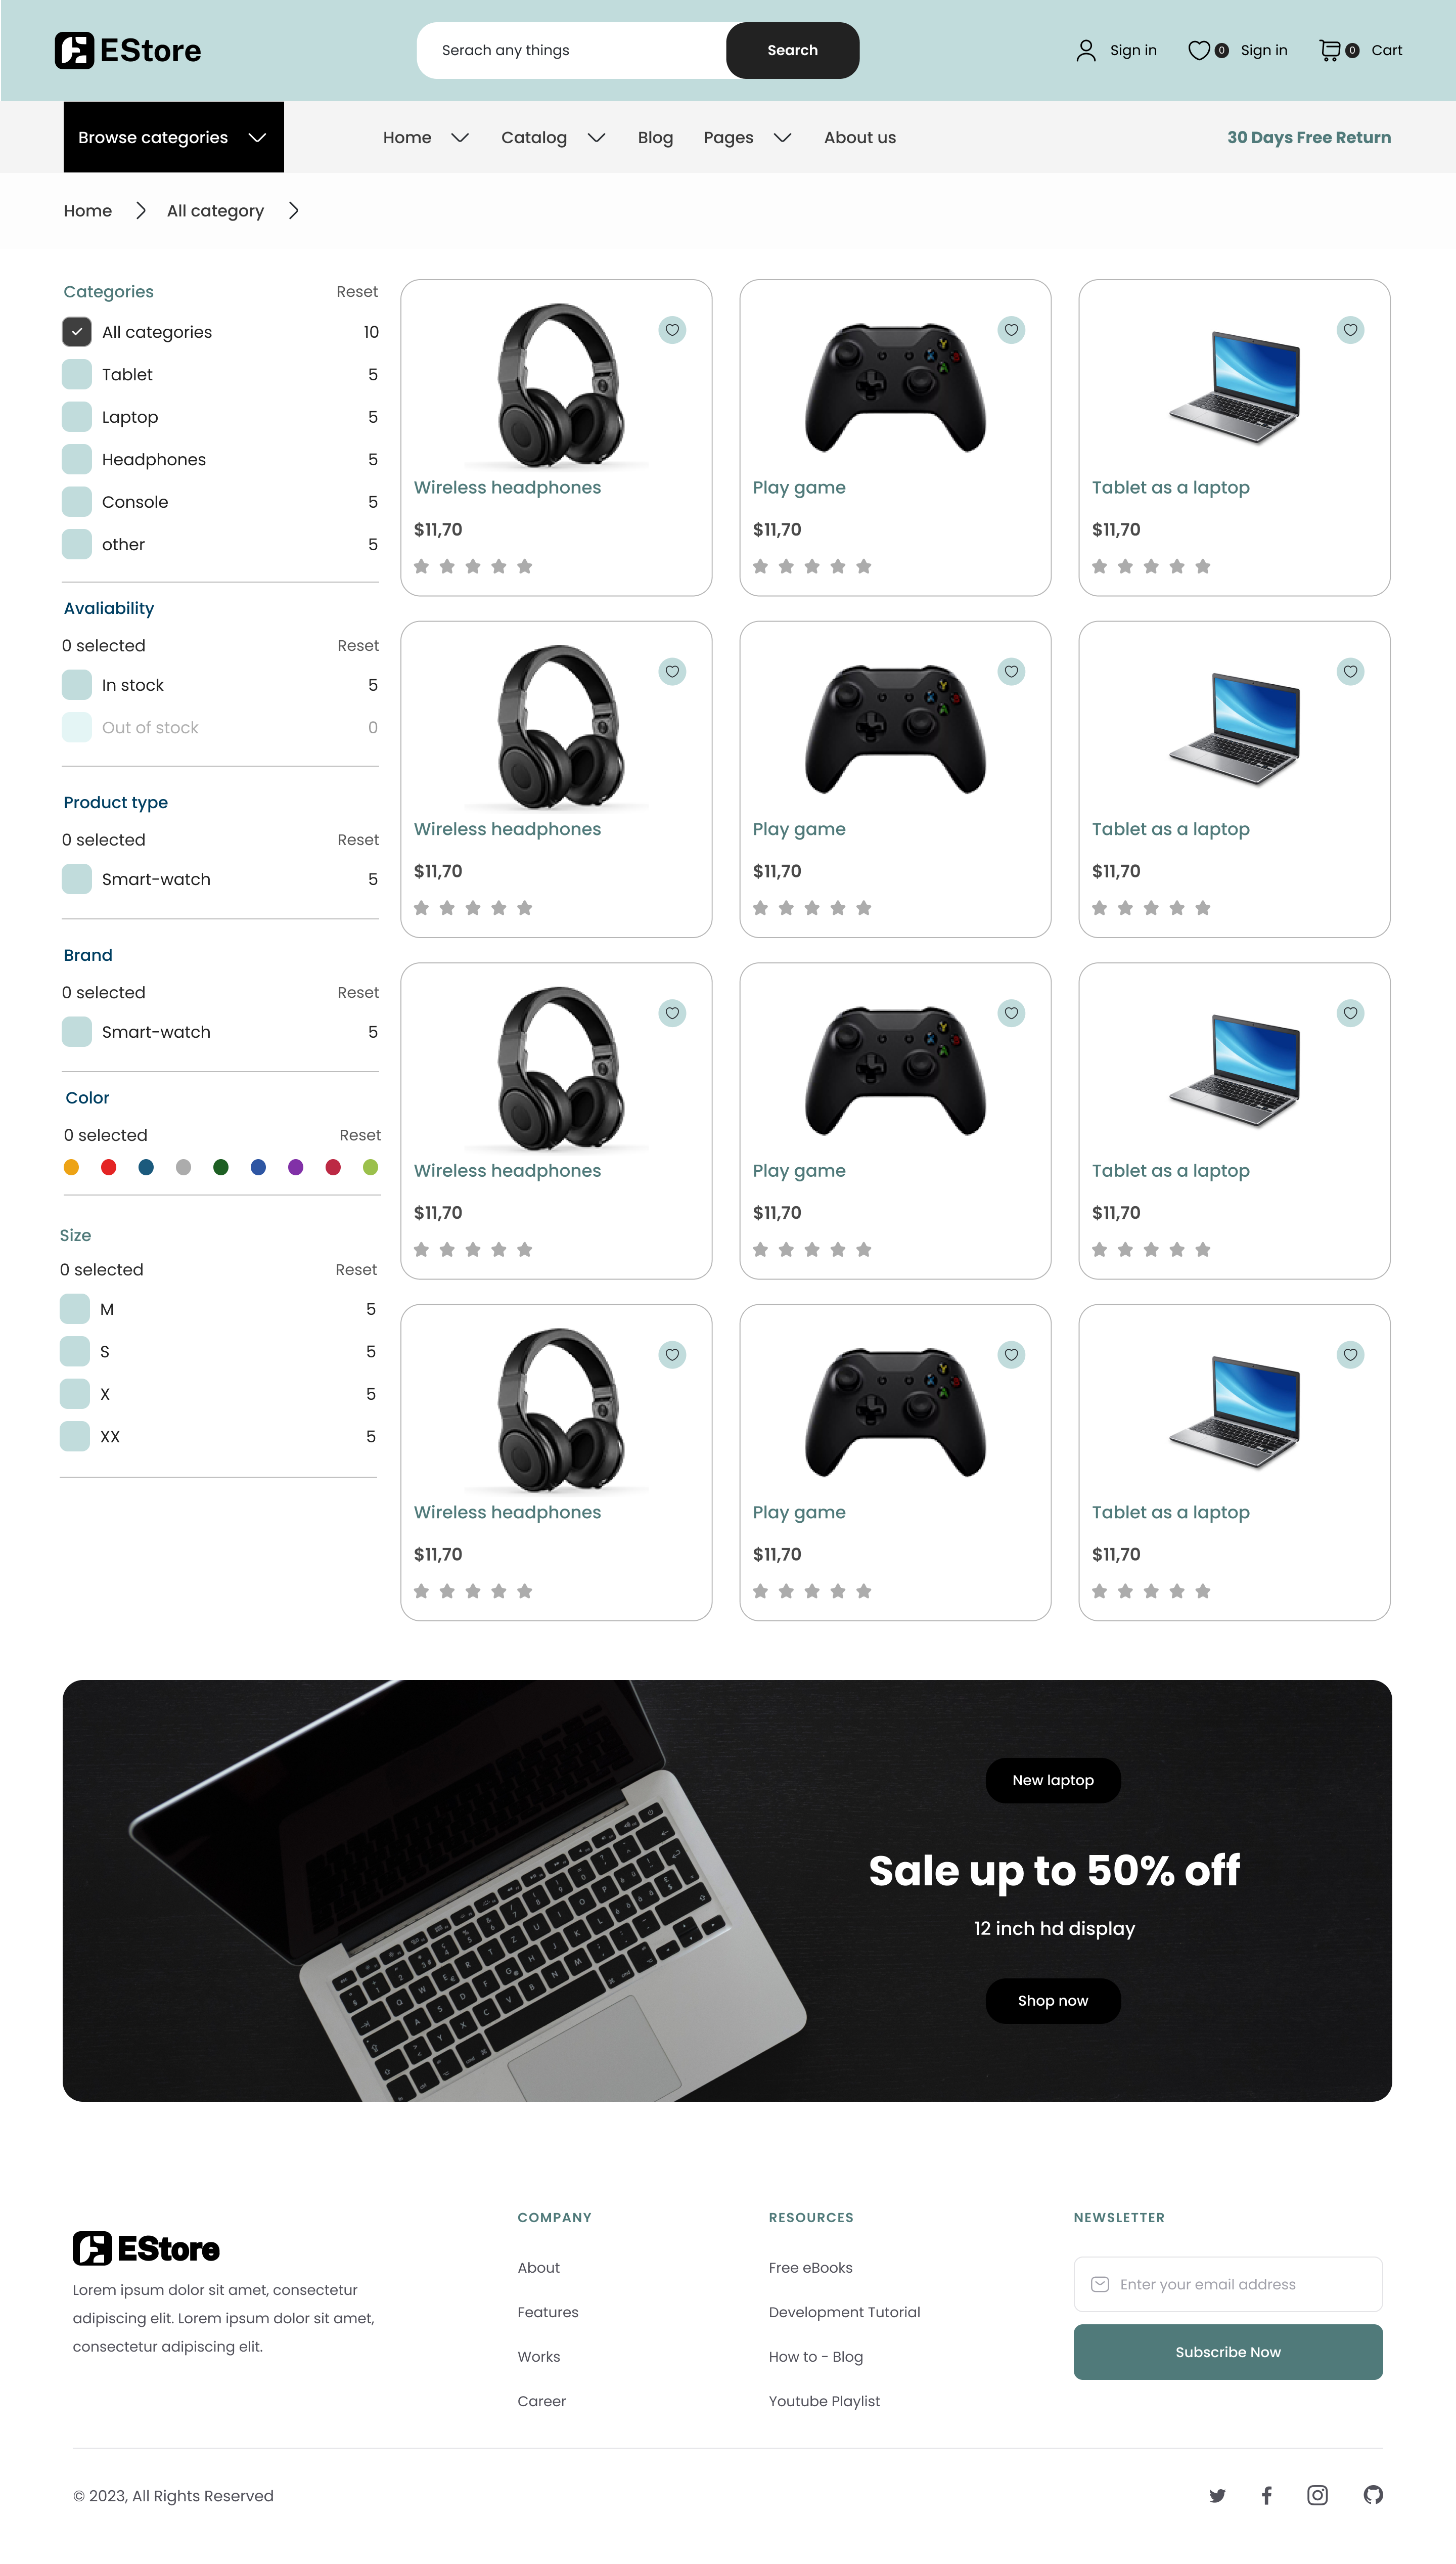 EStore
Serach any things
Search
Sign in
0
Sign in
0
Cart
Browse categories
Home
Catalog
Blog
Pages
About us
30 Days Free Return
Home
All category
Categories
Reset
All categories
10
Tablet
5
Laptop
5
Headphones
5
Console
5
other
5
Avaliability
0 selected
Reset
In stock
5
Out of stock
0
Product type
0 selected
Reset
Smart-watch
5
Brand
0 selected
Reset
Smart-watch
5
Color
0 selected
Reset
Size
0 selected
Reset
M
5
S
5
X
5
XX
5
Wireless headphones
$11,70
Play game
$11,70
Tablet as a laptop
$11,70
Wireless headphones
$11,70
Play game
$11,70
Tablet as a laptop
$11,70
Wireless headphones
$11,70
Play game
$11,70
Tablet as a laptop
$11,70
Wireless headphones
$11,70
Play game
$11,70
Tablet as a laptop
$11,70
New laptop
Sale up to 50% off
12 inch hd display
Shop now
EStore
Lorem ipsum dolor sit amet, consectetur
adipiscing elit. Lorem ipsum dolor sit amet,
consectetur adipiscing elit.
COMPANY
About
Features
Works
Career
RESOURCES
Free eBooks
Development Tutorial
How to - Blog
Youtube Playlist
NEWSLETTER
Enter your email address
Subscribe Now
© 2023, All Rights Reserved